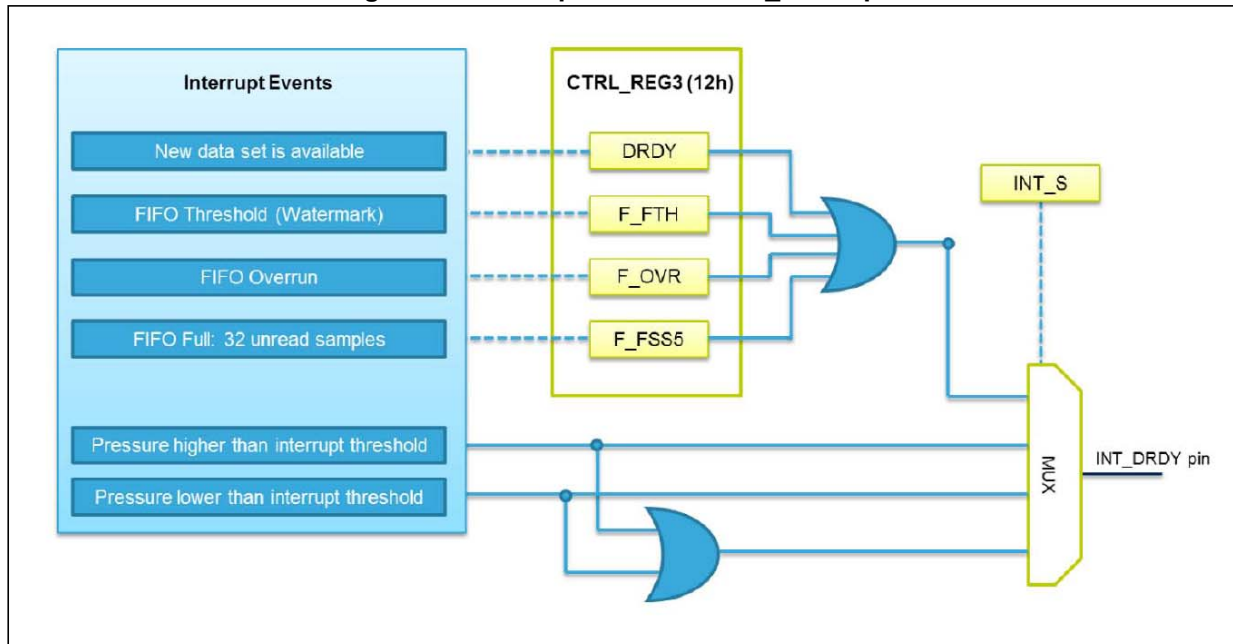 Interrupt Events
CTRL_REG3 (12h)
New data set is available
DRDY
FIFO Threshold (Watermark)
F_FTH
INT_S
FIFO Overrun
F_OVR
FIFO Full: 32 unread samples
F_FSS5
Pressure higher than interrupt threshold
Pressure lower than interrupt threshold
MUX
INT_DRDY pin